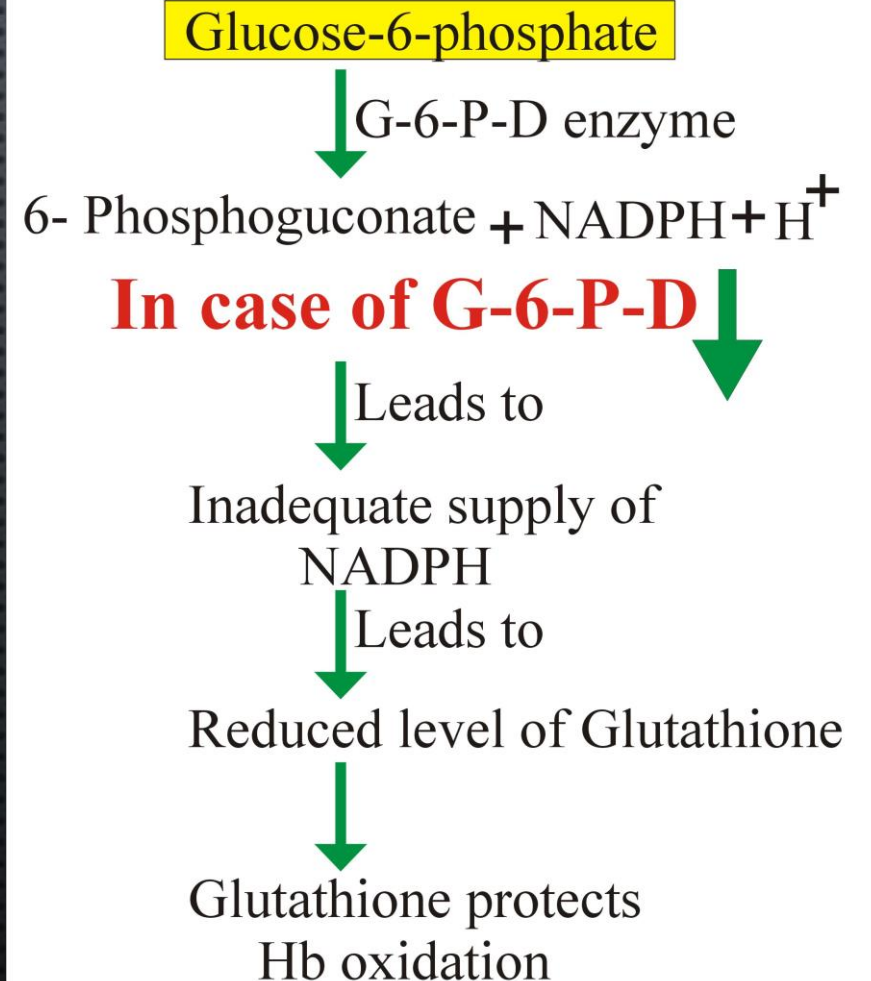 Glucose-6-phosphate
G-6-P-D enzyme
6- Phosphoguconate + NADPH+H+
In case of G-6-P-D
Leads to
Inadequate supply of
NADPH
Leads to
Reduced level of Glutathione
Glutathione protects
Hb oxidation